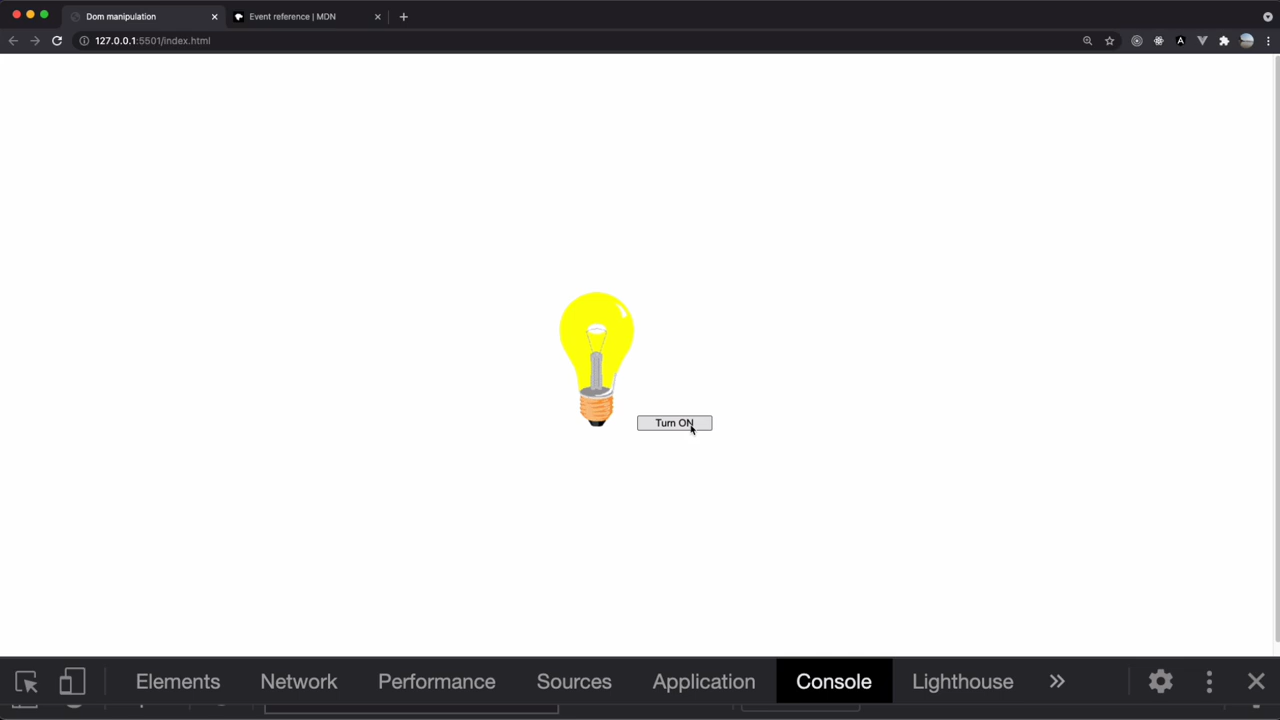 Dom manipulation
Event reference | MDN
127.0.0.1:5501/index.html
Turn ON
Elements Network Performance Sources Application Console Lighthouse